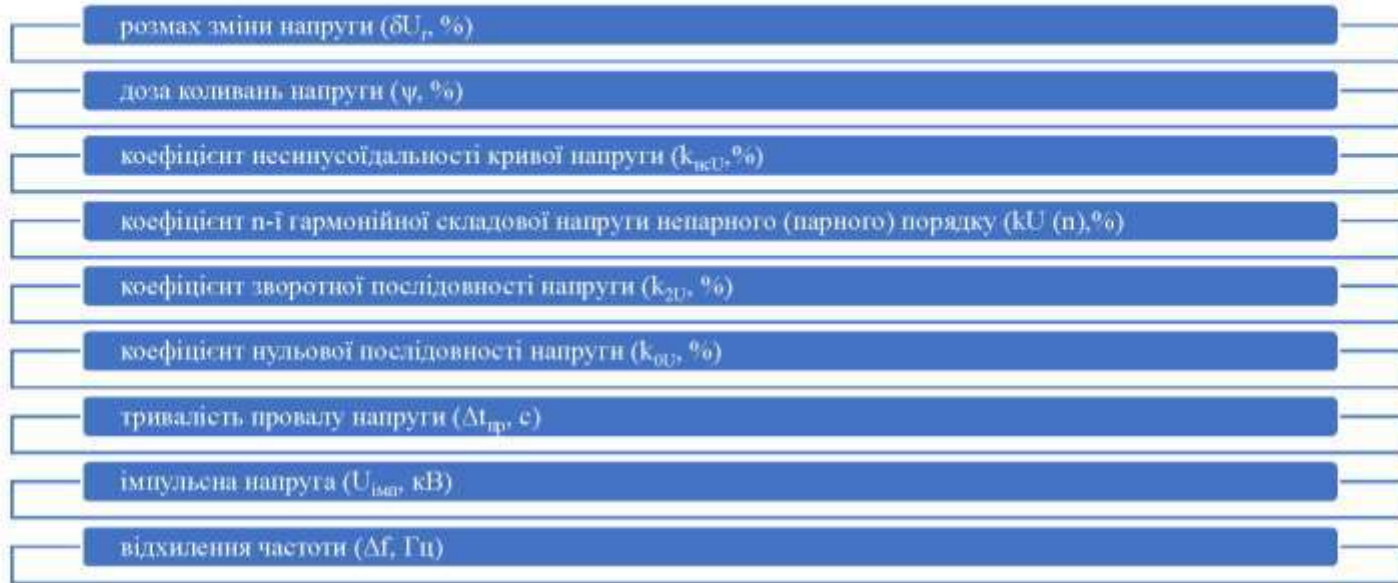 розмах зміни напруги (δUᵣ, %)
доза коливань напруги (ψ, %)
коефіцієнт несинусоїдальності кривої напруги (kнсU,%)
коефіцієнт n-ї гармонійної складової напруги непарного (парного) порядку (kU (n),%)
коефіцієнт зворотної послідовності напруги (k₂U, %)
коефіцієнт нульової послідовності напруги (k₀U, %)
тривалість провалу напруги (Δtпр, с)
імпульсна напруга (Uімп, кВ)
відхилення частоти (Δf, Гц)